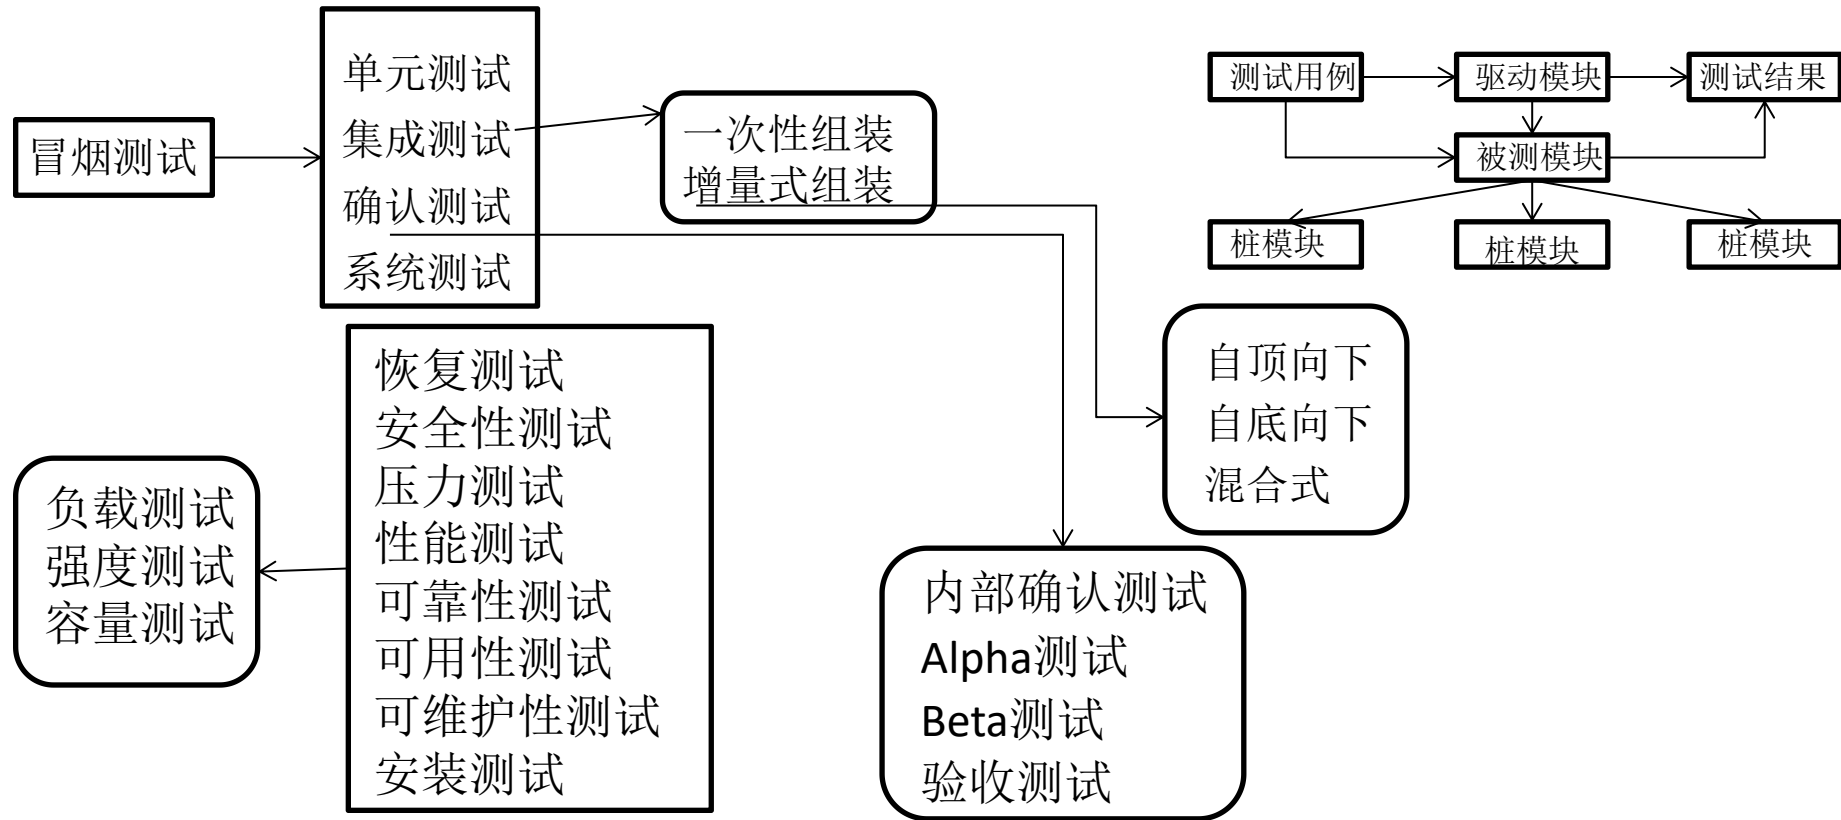 冒烟测试
单元测试
集成测试
确认测试
系统测试
一次性组装
增量式组装
测试用例
驱动模块
测试结果
被测模块
桩模块
桩模块
桩模块
自顶向下
自底向下
混合式
恢复测试
安全性测试
压力测试
性能测试
可靠性测试
可用性测试
可维护性测试
安装测试
负载测试
强度测试
容量测试
内部确认测试
Alpha测试
Beta测试
验收测试